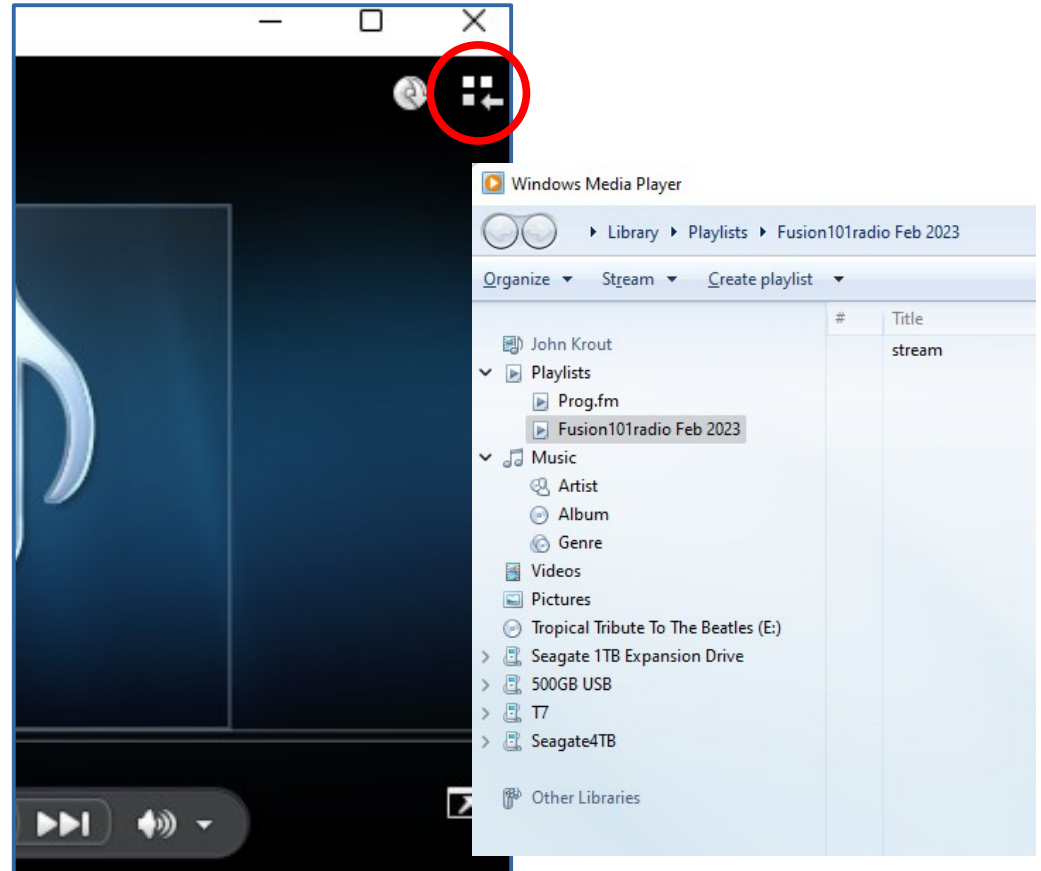 Windows Media Player
Library Playlists Fusion101radio Feb 2023
Organize Stream Create playlist
# Title
stream
John Krout
Playlists
Prog.fm
Fusion101radio Feb 2023
Music
Artist
Album
Genre
Videos
Pictures
Tropical Tribute To The Beatles (E:)
Seagate 1TB Expansion Drive
500GB USB
T7
Seagate4TB
Other Libraries